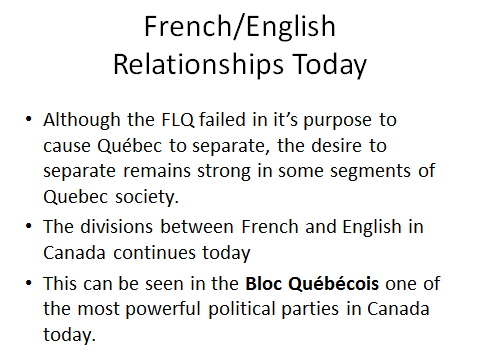 French/English
Relationships Today
• Although the FLQ failed in it’s purpose to
cause Québec to separate, the desire to
separate remains strong in some segments of
Quebec society.
• The divisions between French and English in
Canada continues today
• This can be seen in the Bloc Québécois one of
the most powerful political parties in Canada
today.